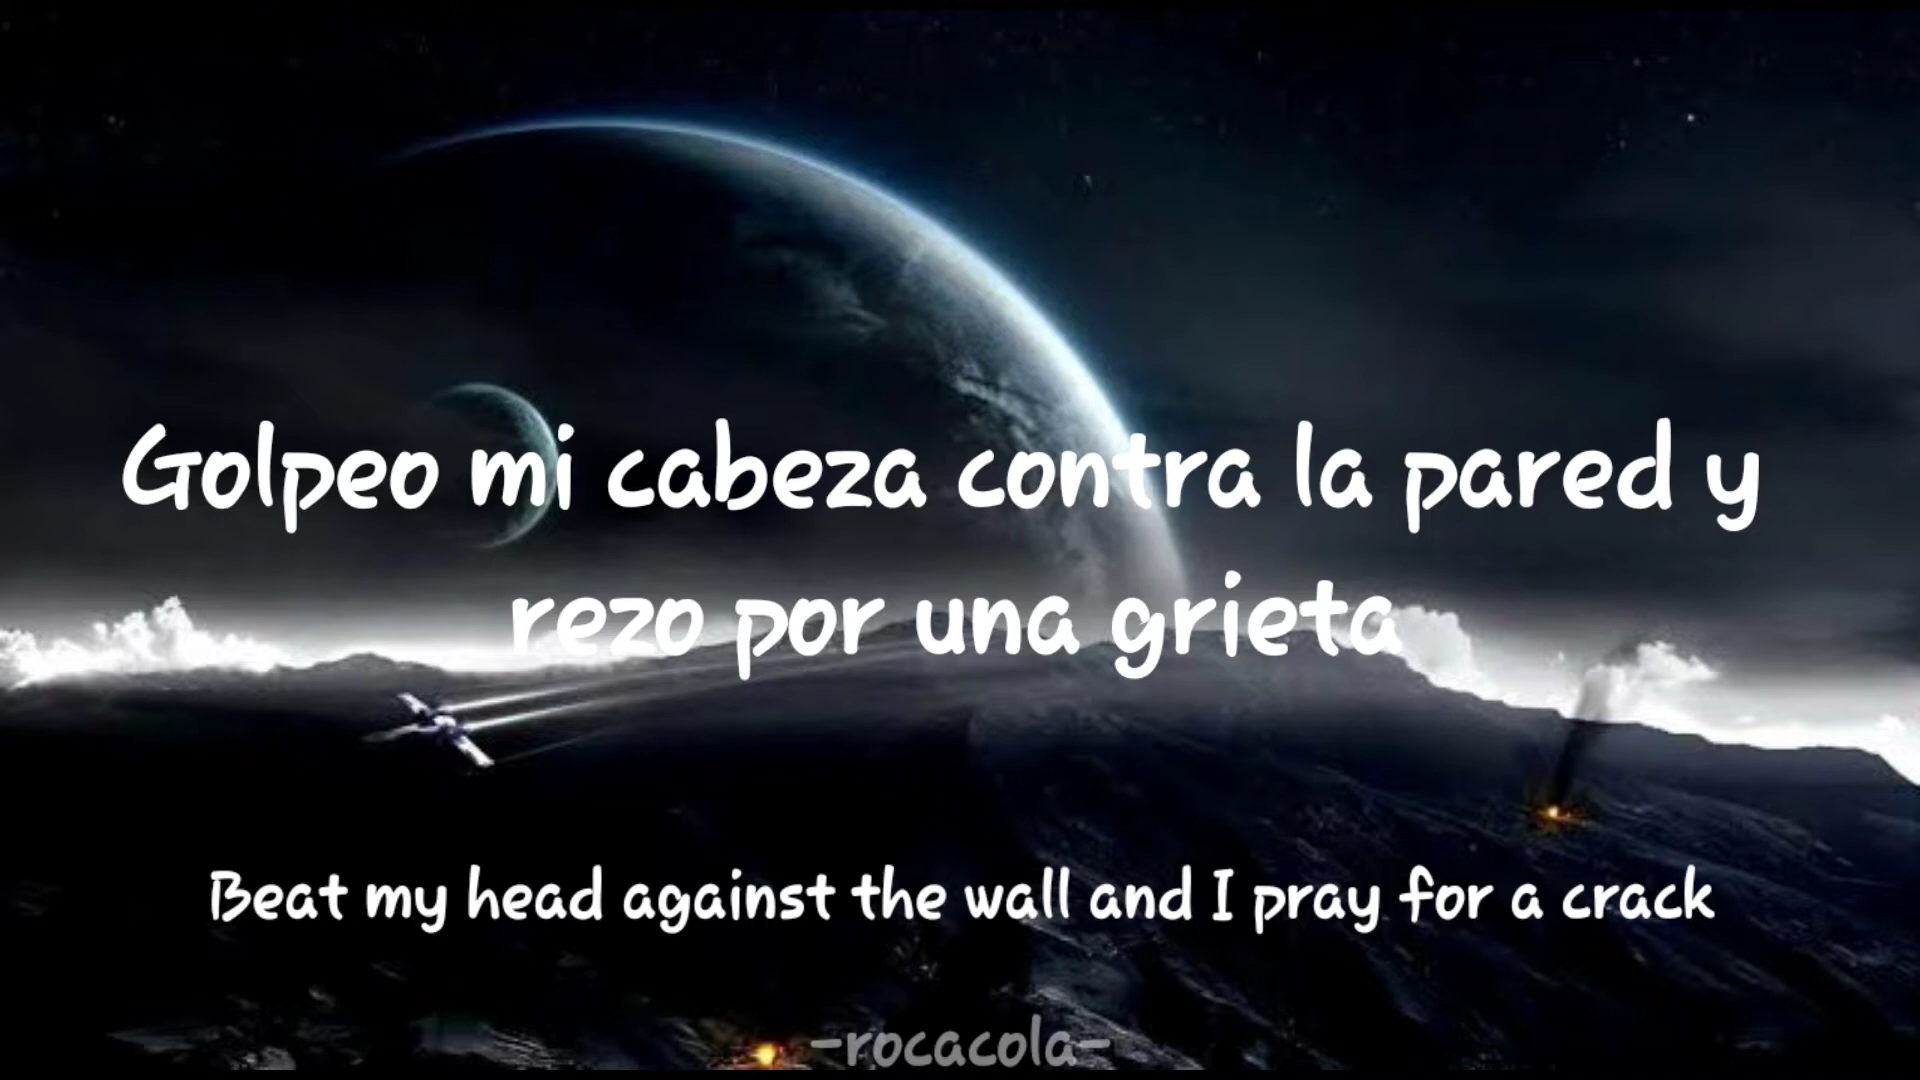 Golpeo mi cabeza contra la pared y
rezo por una grieta
Beat my head against the wall and I pray for a crack
-rocacola-